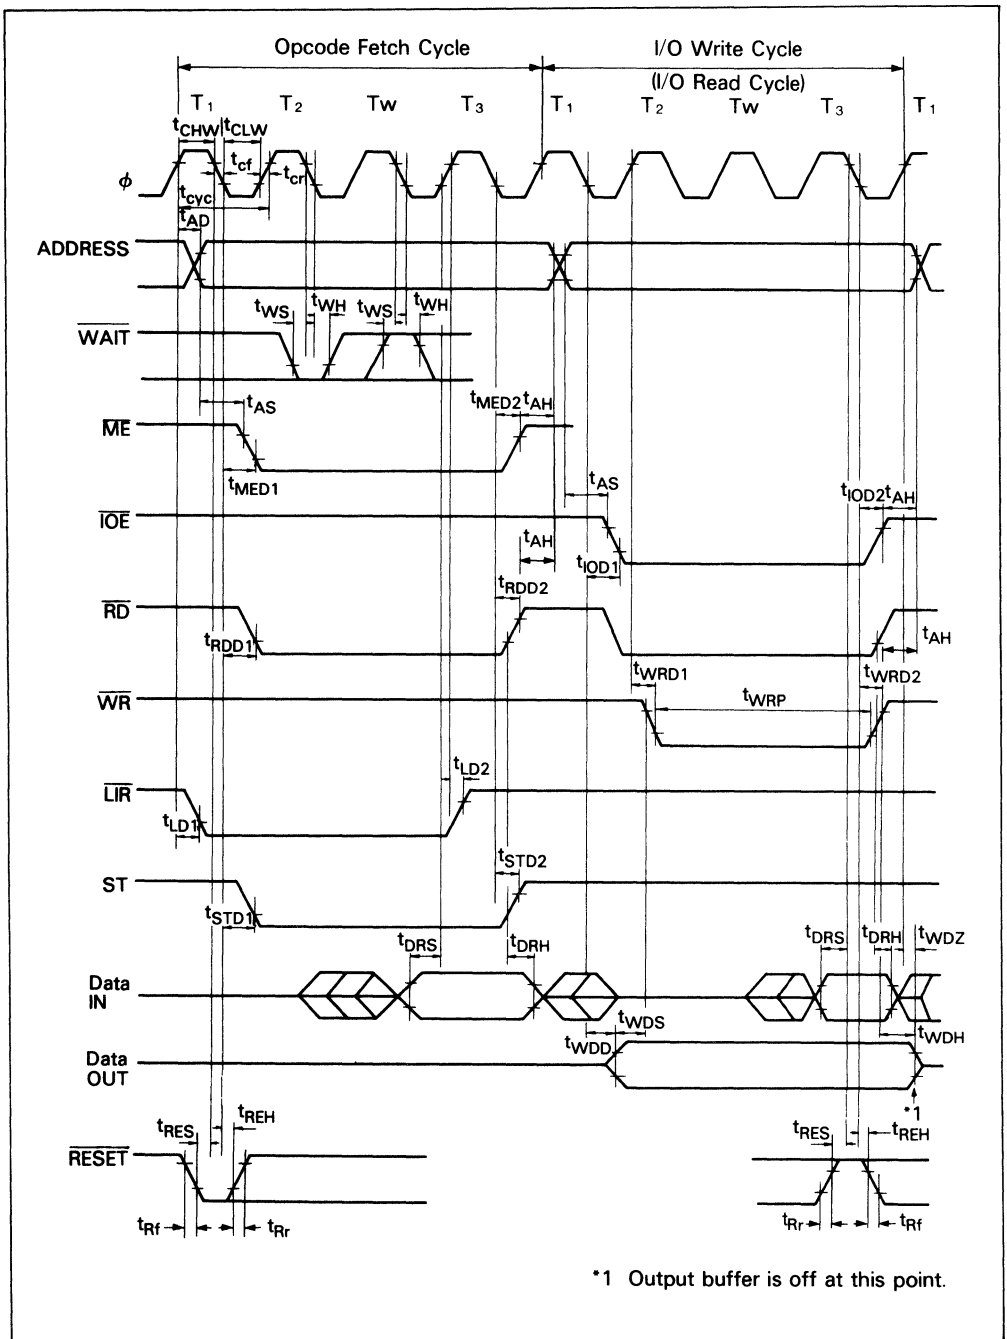 Opcode Fetch Cycle
I/O Write Cycle
(I/O Read Cycle)
T1 T2 TW T3 T1 T2 TW T3 T1
tCHW tCLW
tcf tcr
φ
tcyc
tAD
ADDRESS
tWS tWH tWS tWH
WAIT
tAS tMED2 tAH
ME
tMED1
tAS tIOD2 tAH
IOE
tAH tIOD1
tRDD2
RD
tRDD1 tAH
tWRD1 tWRD2
WR tWRP
tLD2
LIR
tLD1
tSTD2
ST
tSTD1
tDRS tDRH tDRS tDRH tWDZ
Data
IN
tWDS tWDH
tWDD
Data
OUT
*1
tRES tREH tRES tREH
RESET
tRf tRr tRr tRf
*1 Output buffer is off at this point.